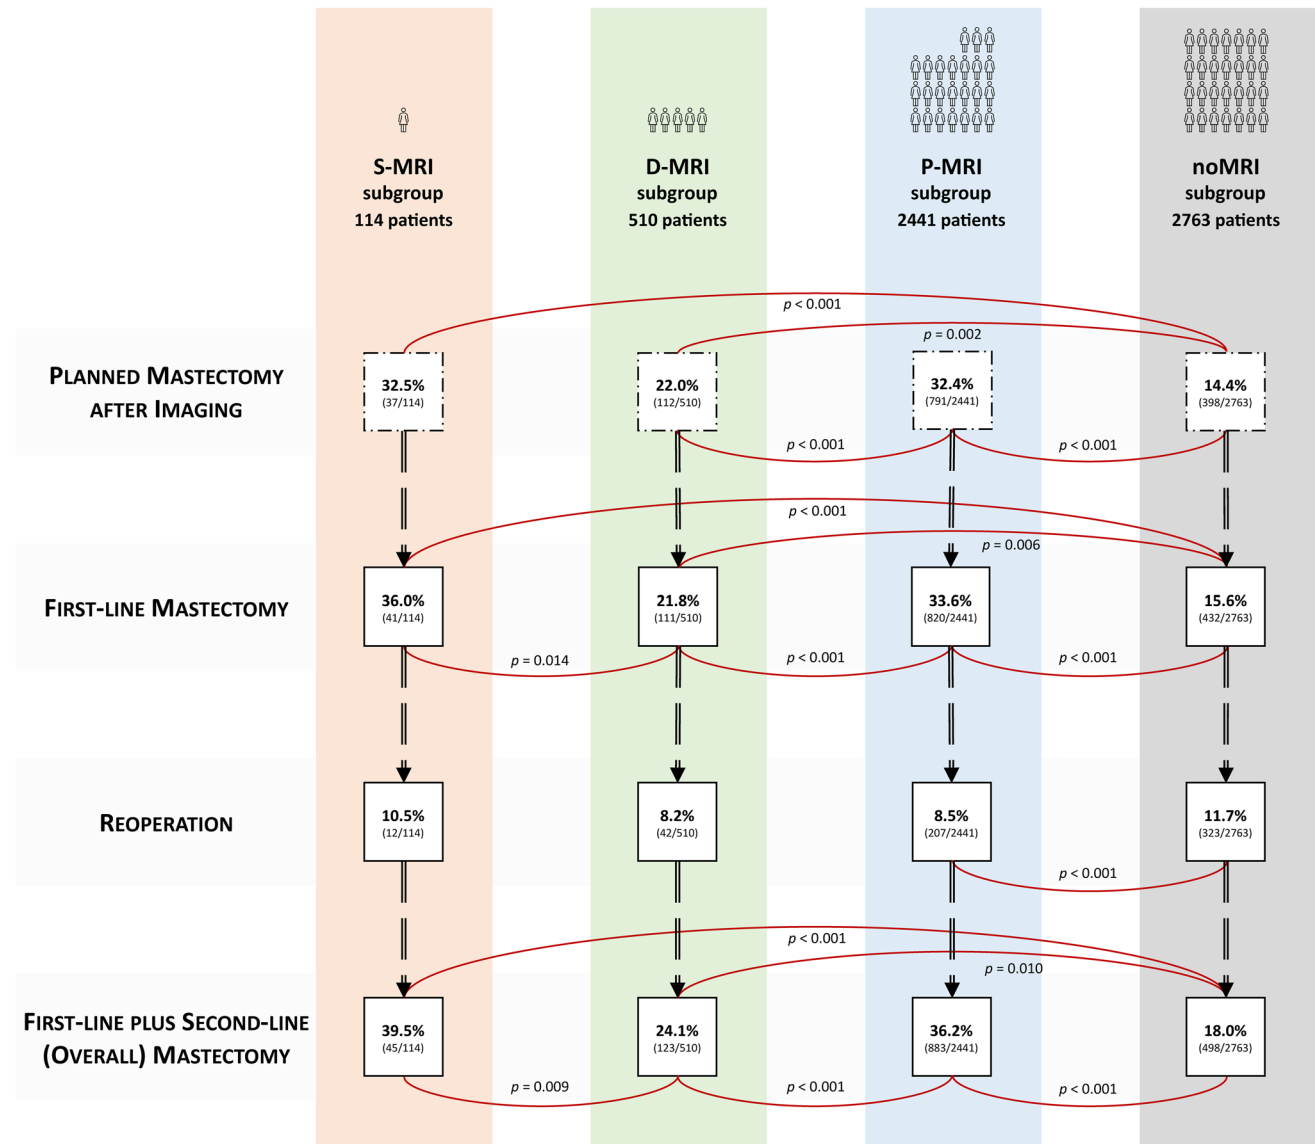 S-MRI
subgroup
114 patients
D-MRI
subgroup
510 patients
P-MRI
subgroup
2441 patients
noMRI
subgroup
2763 patients
p < 0.001
p = 0.002
PLANNED MASTECTOMY
AFTER IMAGING
32.5%
(37/114)
22.0%
(112/510)
32.4%
(791/2441)
14.4%
(398/2763)
p < 0.001
p < 0.001
p < 0.001
p = 0.006
FIRST-LINE MASTECTOMY
36.0%
(41/114)
21.8%
(111/510)
33.6%
(820/2441)
15.6%
(432/2763)
p = 0.014
p < 0.001
p < 0.001
REOPERATION
10.5%
(12/114)
8.2%
(42/510)
8.5%
(207/2441)
11.7%
(323/2763)
p < 0.001
p < 0.001
p = 0.010
FIRST-LINE PLUS SECOND-LINE
(OVERALL) MASTECTOMY
39.5%
(45/114)
24.1%
(123/510)
36.2%
(883/2441)
18.0%
(498/2763)
p = 0.009
p < 0.001
p < 0.001